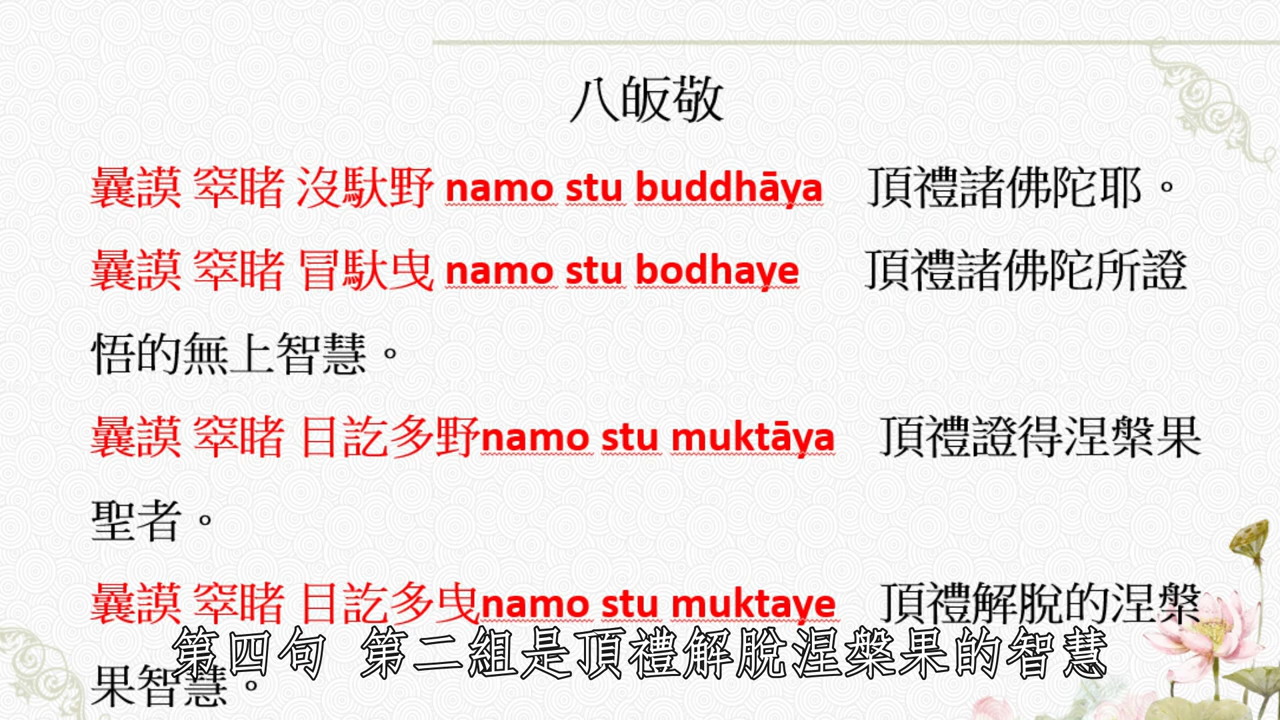 八皈敬
曩謨 窣睹 沒馱野 namo stu buddhāya 頂禮諸佛陀耶。
曩謨 窣睹 冒馱曳 namo stu bodhaye 頂禮諸佛陀所證
悟的無上智慧。
曩謨 窣睹 目訖多野namo stu muktāya 頂禮證得涅槃果
聖者。
曩謨 窣睹 目訖多曳namo stu muktaye 頂禮解脫的涅槃
果智慧。
第四句 第二組是頂禮解脫涅槃果的智慧